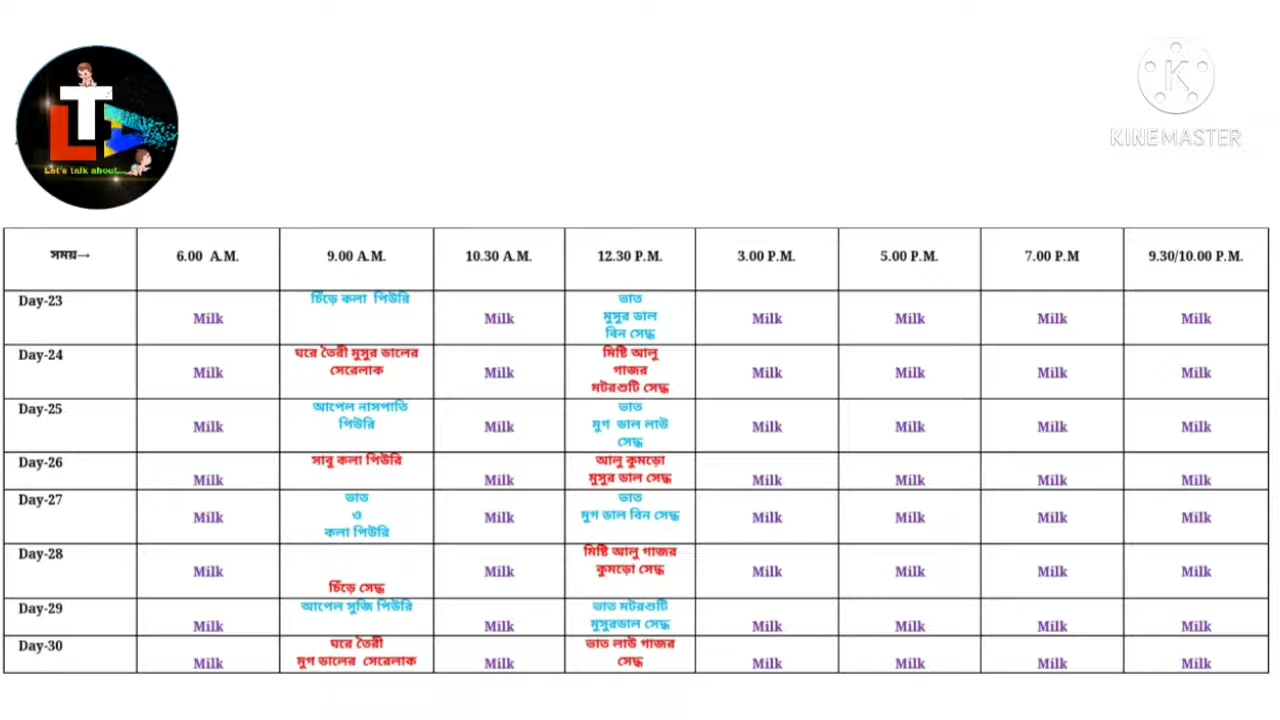 LT
Let's talk about...
K
KINEMASTER
সময়→ 6.00 A.M. 9.00 A.M. 10.30 A.M. 12.30 P.M. 3.00 P.M. 5.00 P.M. 7.00 P.M 9.30/10.00 P.M.
Day-23 Milk চিঁড়ে কলা পিউরি Milk ভাত মুসুর ডাল বিন সেদ্ধ Milk Milk Milk Milk
Day-24 Milk ঘরে তৈরী মুসুর ডালের সেরেলাক Milk মিষ্টি আলু গাজর মটরশুটি সেদ্ধ Milk Milk Milk Milk
Day-25 Milk আপেল নাসপাতি পিউরি Milk ভাত মুগ ডাল লাউ সেদ্ধ Milk Milk Milk Milk
Day-26 Milk সাবু কলা পিউরি Milk আলু কুমড়ো মুসুর ডাল সেদ্ধ Milk Milk Milk Milk
Day-27 Milk ভাত ও কলা পিউরি Milk ভাত মুগ ডাল বিন সেদ্ধ Milk Milk Milk Milk
Day-28 Milk চিঁড়ে সেদ্ধ Milk মিষ্টি আলু গাজর কুমড়ো সেদ্ধ Milk Milk Milk Milk
Day-29 Milk আপেল সুজি পিউরি Milk ভাত মটরশুটি মুসুরডাল সেদ্ধ Milk Milk Milk Milk
Day-30 Milk ঘরে তৈরী মুগ ডালের সেরেলাক Milk ভাত লাউ গাজর সেদ্ধ Milk Milk Milk Milk